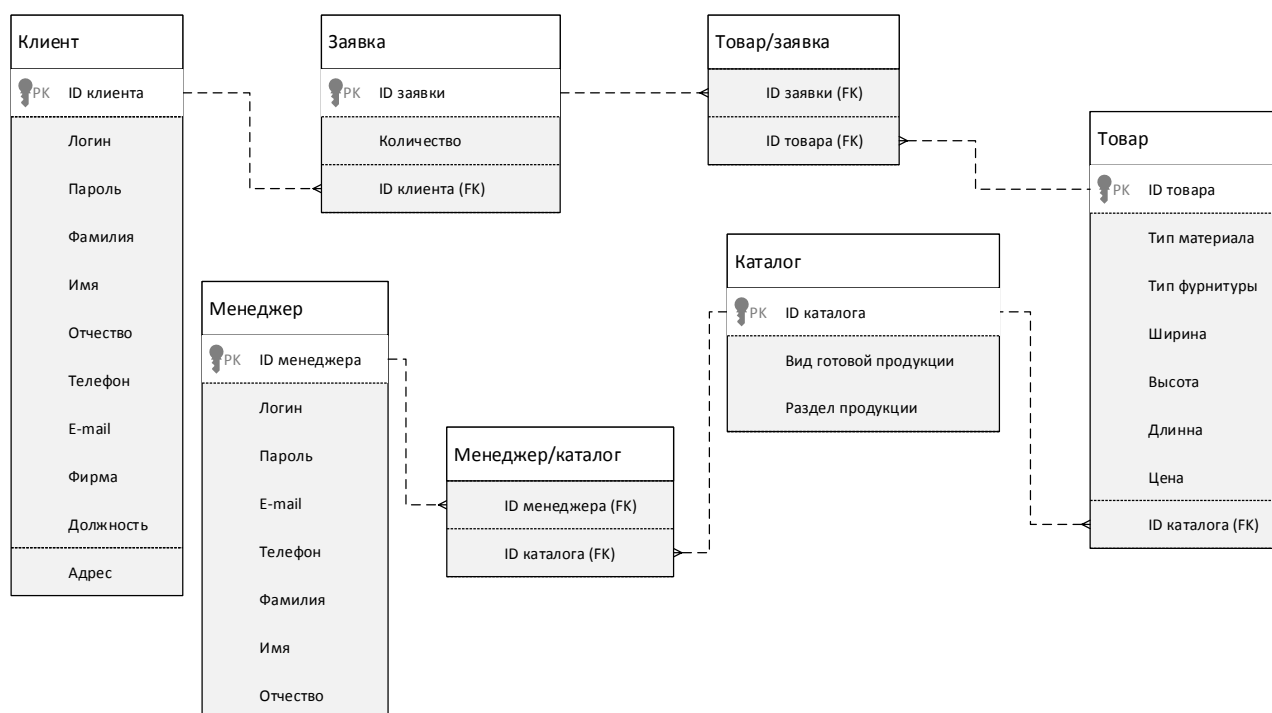 Клиент
PK ID клиента
Логин
Пароль
Фамилия
Имя
Отчество
Телефон
E-mail
Фирма
Должность
Адрес
Заявка
PK ID заявки
Количество
ID клиента (FK)
Товар/заявка
ID заявки (FK)
ID товара (FK)
Товар
PK ID товара
Тип материала
Тип фурнитуры
Ширина
Высота
Длинна
Цена
ID каталога (FK)
Каталог
PK ID каталога
Вид готовой продукции
Раздел продукции
Менеджер
PK ID менеджера
Логин
Пароль
E-mail
Телефон
Фамилия
Имя
Отчество
Менеджер/каталог
ID менеджера (FK)
ID каталога (FK)